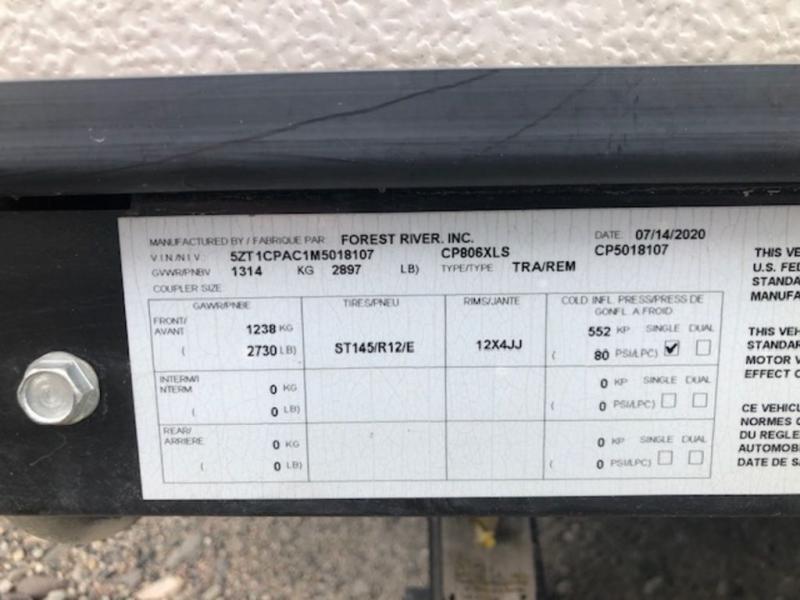 MANUFACTURED BY / FABRIQUE PAR FOREST RIVER. INC. DATE: 07/14/2020
V.I.N./N.I.V. 5ZT1CPAC1M5018107 CP806XLS CP5018107
GVWR/PNBV 1314 KG 2897 LB) TYPE/TYPE TRA/REM
COUPLER SIZE:
GAWR/PNBE TIRES/PNEU RIMS/JANTE COLD INFL. PRESS/PRESS DE
GONFL. A FROID
FRONT/
AVANT 1238 KG 552 KP SINGLE DUAL
( 2730 LB) ST145/R12/E 12X4JJ ( 80 PSI/LPC)
INTERM/I
NTERM. 0 KG 0 KP SINGLE DUAL
( 0 LB) ( 0 PSI/LPC)
REAR/
ARRIERE 0 KG 0 KP SINGLE DUAL
( 0 LB) ( 0 PSI/LPC)
THIS VE
U.S. FED
STANDA
MANUFA
THIS VEH
STANDAR
MOTOR V
EFFECT O
CE VEHICU
NORMES
DU REGLE
AUTOMOBI
DATE DE SA